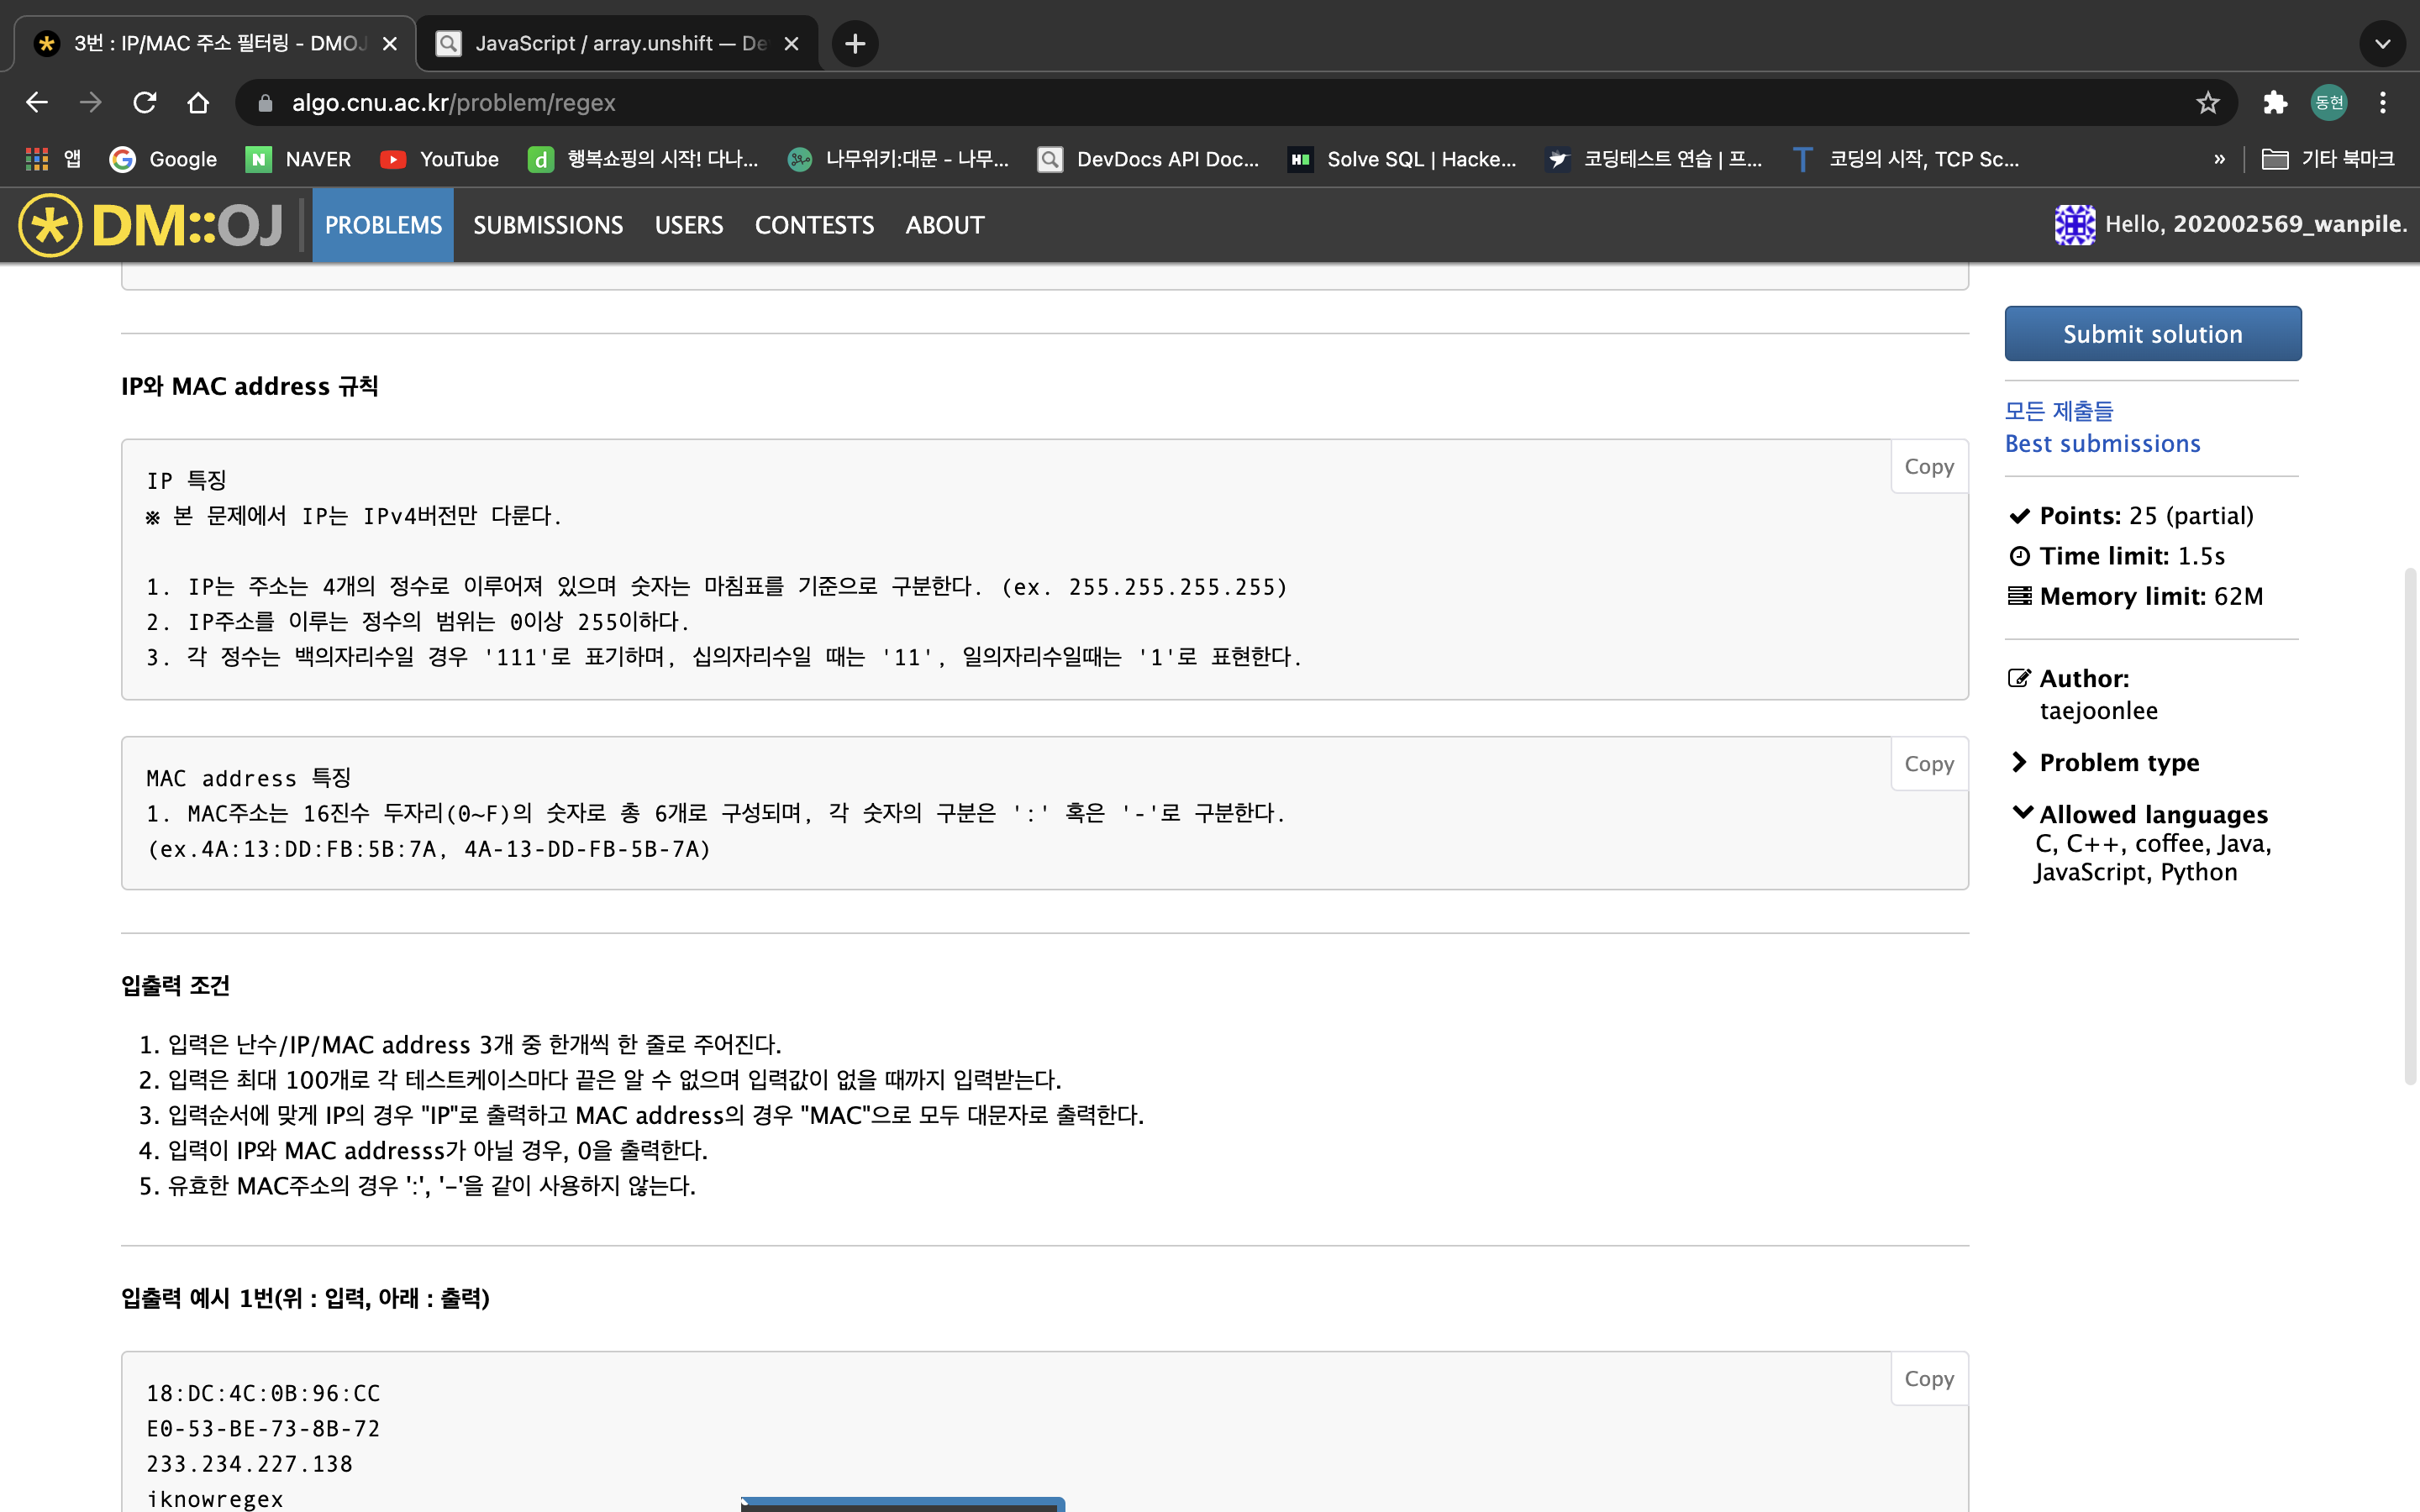 3번 : IP/MAC 주소 필터링 - DMOJ
JavaScript / array.unshift — De
algo.cnu.ac.kr/problem/regex
동현
앱
Google
NAVER
YouTube
행복쇼핑의 시작! 다나...
나무위키:대문 - 나무...
DevDocs API Doc...
Solve SQL | Hacke...
코딩테스트 연습 | 프...
코딩의 시작, TCP Sc...
»
기타 북마크
DM::OJ
PROBLEMS
SUBMISSIONS
USERS
CONTESTS
ABOUT
Hello, 202002569_wanpile.
IP와 MAC address 규칙
Copy
IP 특징
※ 본 문제에서 IP는 IPv4버전만 다룬다.
1. IP는 주소는 4개의 정수로 이루어져 있으며 숫자는 마침표를 기준으로 구분한다. (ex. 255.255.255.255)
2. IP주소를 이루는 정수의 범위는 0이상 255이하다.
3. 각 정수는 백의자리수일 경우 '111'로 표기하며, 십의자리수일 때는 '11', 일의자리수일때는 '1'로 표현한다.
Copy
MAC address 특징
1. MAC주소는 16진수 두자리(0~F)의 숫자로 총 6개로 구성되며, 각 숫자의 구분은 ':' 혹은 '-'로 구분한다.
(ex.4A:13:DD:FB:5B:7A, 4A-13-DD-FB-5B-7A)
입출력 조건
1. 입력은 난수/IP/MAC address 3개 중 한개씩 한 줄로 주어진다.
2. 입력은 최대 100개로 각 테스트케이스마다 끝은 알 수 없으며 입력값이 없을 때까지 입력받는다.
3. 입력순서에 맞게 IP의 경우 "IP"로 출력하고 MAC address의 경우 "MAC"으로 모두 대문자로 출력한다.
4. 입력이 IP와 MAC addresss가 아닐 경우, 0을 출력한다.
5. 유효한 MAC주소의 경우 ':', '-'을 같이 사용하지 않는다.
입출력 예시 1번(위 : 입력, 아래 : 출력)
Copy
18:DC:4C:0B:96:CC
E0-53-BE-73-8B-72
233.234.227.138
iknowregex
Submit solution
모든 제출들
Best submissions
Points: 25 (partial)
Time limit: 1.5s
Memory limit: 62M
Author:
taejoonlee
Problem type
Allowed languages
C, C++, coffee, Java,
JavaScript, Python